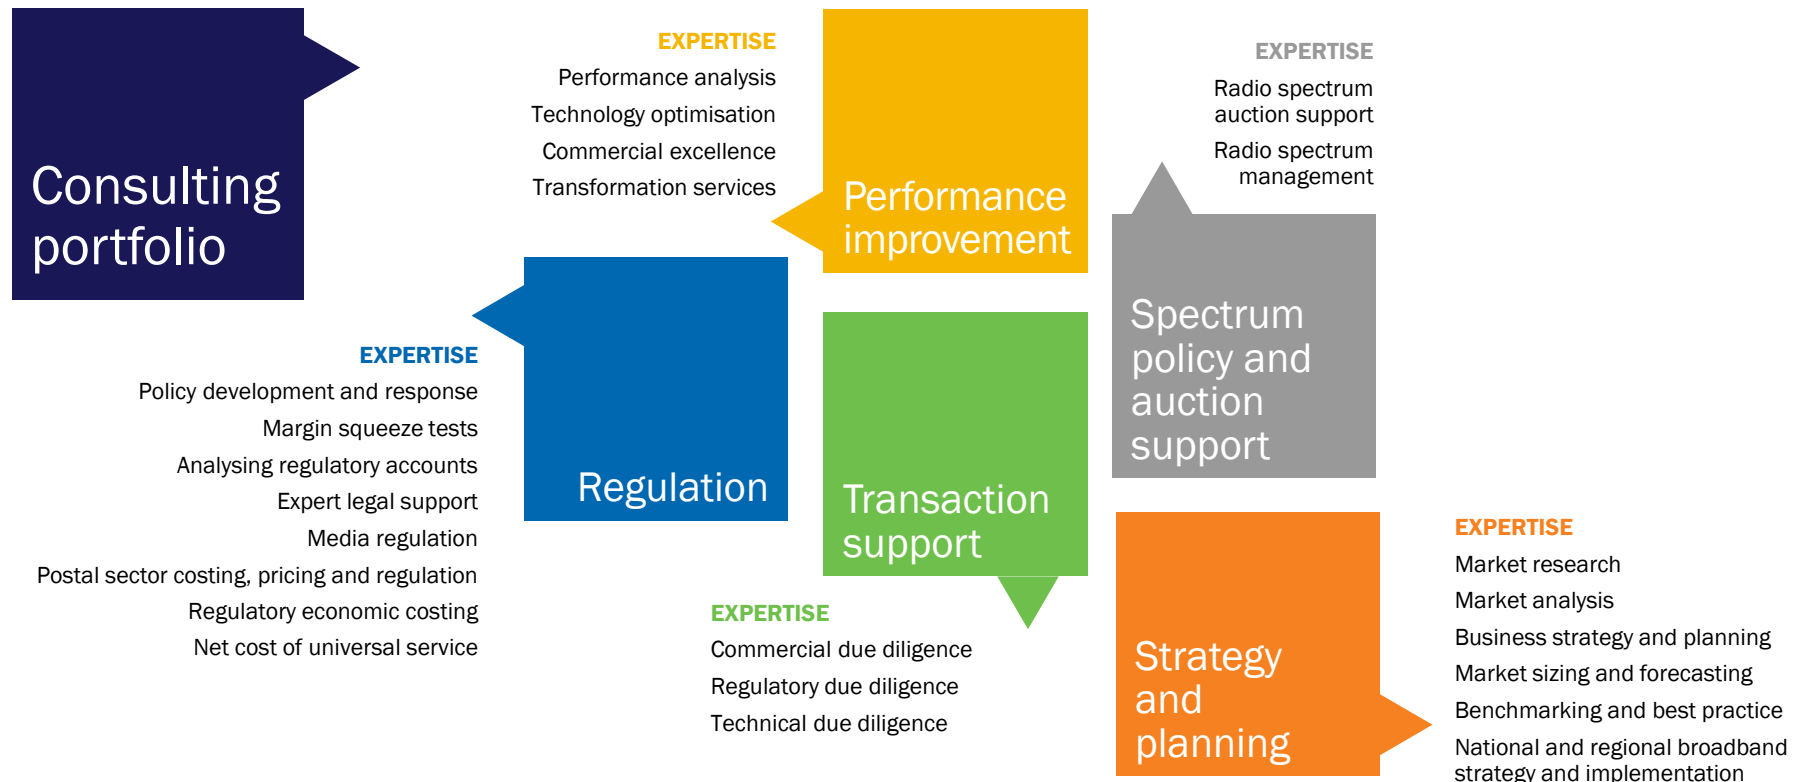 Consulting
portfolio
EXPERTISE
Performance analysis
Technology optimisation
Commercial excellence
Transformation services
Performance
improvement
EXPERTISE
Radio spectrum
auction support
Radio spectrum
management
Spectrum
policy and
auction
support
EXPERTISE
Policy development and response
Margin squeeze tests
Analysing regulatory accounts
Expert legal support
Media regulation
Postal sector costing, pricing and regulation
Regulatory economic costing
Net cost of universal service
Regulation
Transaction
support
EXPERTISE
Commercial due diligence
Regulatory due diligence
Technical due diligence
Strategy
and
planning
EXPERTISE
Market research
Market analysis
Business strategy and planning
Market sizing and forecasting
Benchmarking and best practice
National and regional broadband
strategy and implementation